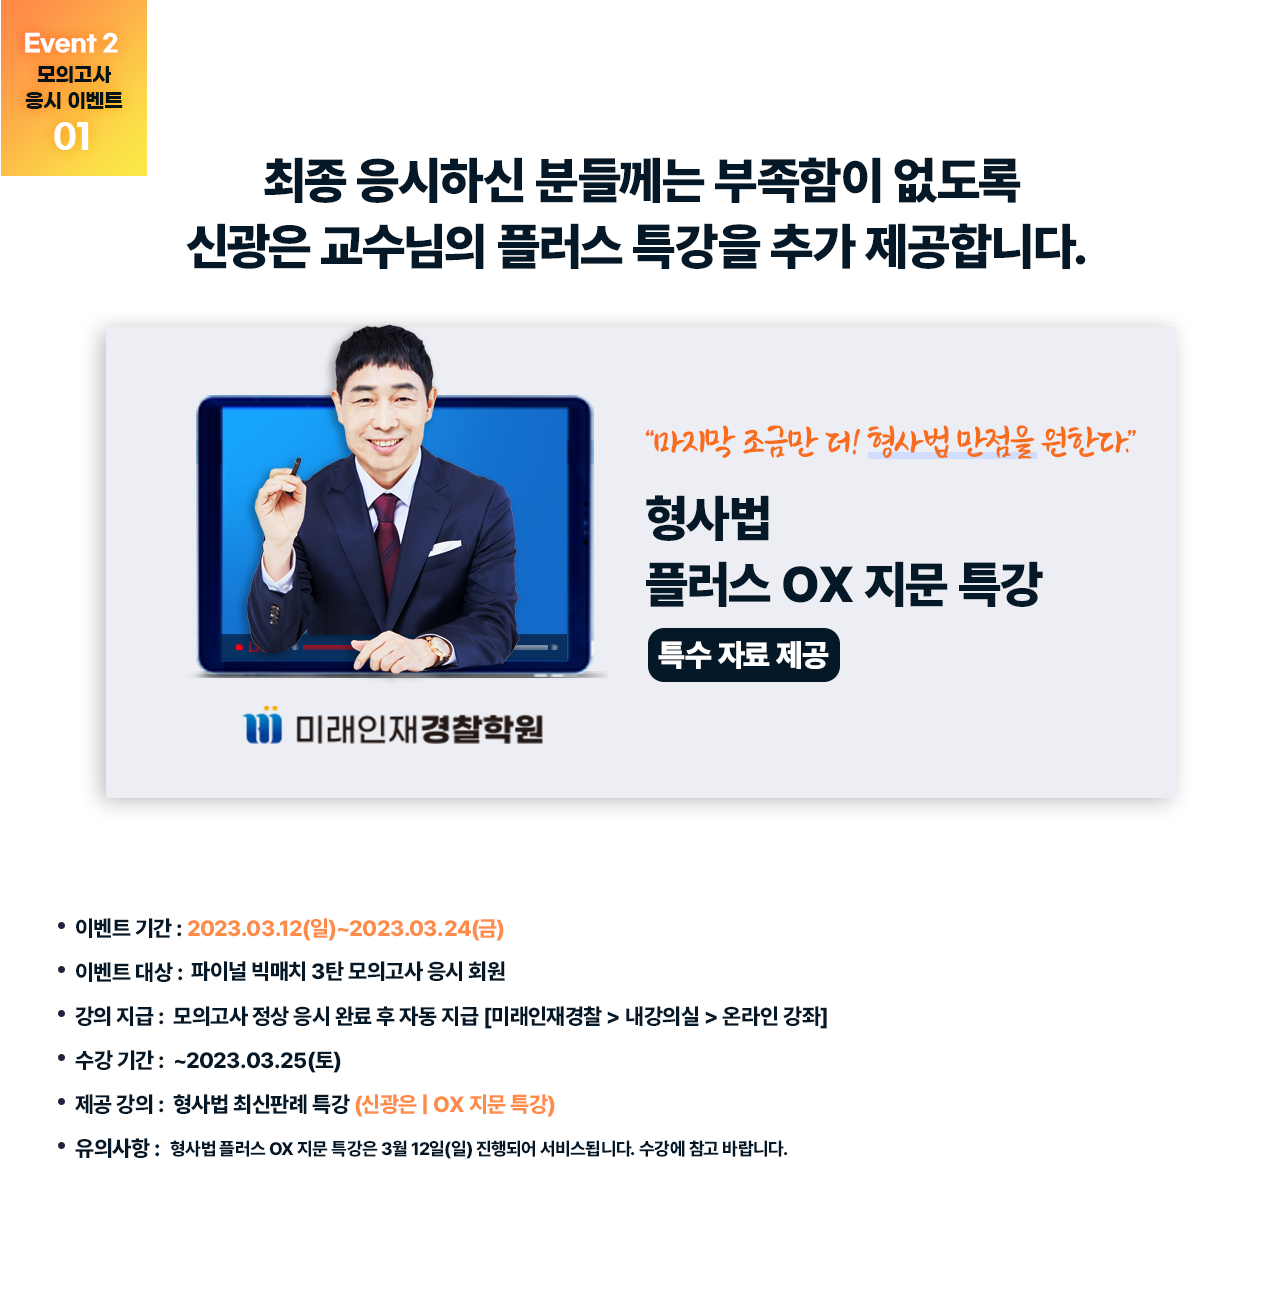 Event 2
모의고사
응시 이벤트
01
최종 응시하신 분들께는 부족함이 없도록
신광은 교수님의 플러스 특강을 추가 제공합니다.
“마지막 조금만 더! 형사법 만점을 원한다.”
형사법
플러스 OX 지문 특강
특수 자료 제공
미래인재경찰학원
• 이벤트 기간 : 2023.03.12(일)~2023.03.24(금)
• 이벤트 대상 : 파이널 빅매치 3탄 모의고사 응시 회원
• 강의 지급 : 모의고사 정상 응시 완료 후 자동 지급 [미래인재경찰 > 내강의실 > 온라인 강좌]
• 수강 기간 : ~2023.03.25(토)
• 제공 강의 : 형사법 최신판례 특강 (신광은 | OX 지문 특강)
• 유의사항 : 형사법 플러스 OX 지문 특강은 3월 12일(일) 진행되어 서비스됩니다. 수강에 참고 바랍니다.